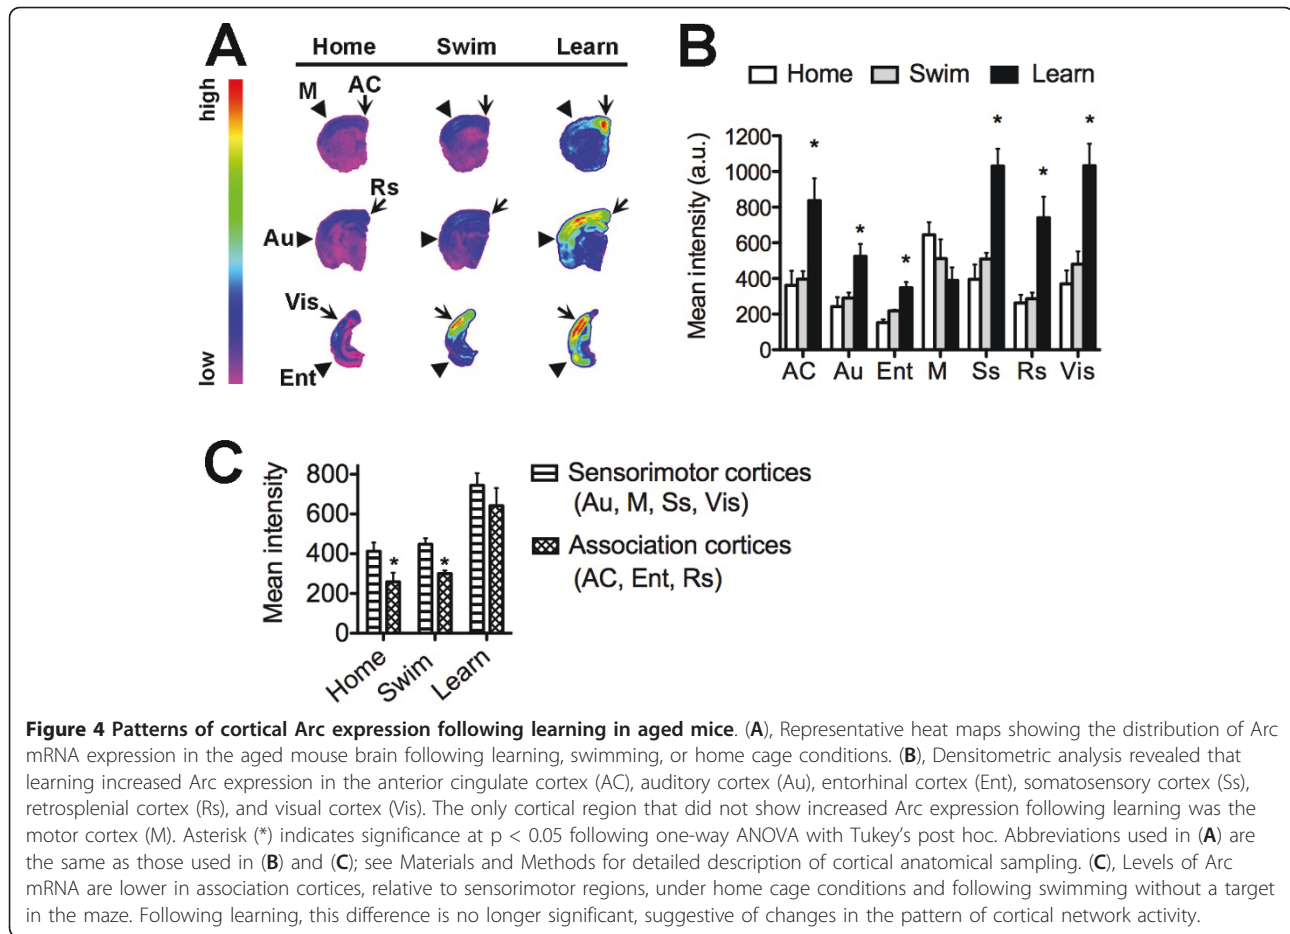 A
Home Swim Learn
high
low
M
AC
Rs
Au
Vis
Ent
B
Home Swim Learn
Mean intensity (a.u.)
1200
1000
800
600
400
200
0
* * * * * *
AC Au Ent M Ss Rs Vis
C
Mean intensity
800
600
400
200
0
* *
Home Swim Learn
Sensorimotor cortices
(Au, M, Ss, Vis)
Association cortices
(AC, Ent, Rs)
Figure 4 Patterns of cortical Arc expression following learning in aged mice. (A), Representative heat maps showing the distribution of Arc
mRNA expression in the aged mouse brain following learning, swimming, or home cage conditions. (B), Densitometric analysis revealed that
learning increased Arc expression in the anterior cingulate cortex (AC), auditory cortex (Au), entorhinal cortex (Ent), somatosensory cortex (Ss),
retrosplenial cortex (Rs), and visual cortex (Vis). The only cortical region that did not show increased Arc expression following learning was the
motor cortex (M). Asterisk (*) indicates significance at p < 0.05 following one-way ANOVA with Tukey's post hoc. Abbreviations used in (A) are
the same as those used in (B) and (C); see Materials and Methods for detailed description of cortical anatomical sampling. (C), Levels of Arc
mRNA are lower in association cortices, relative to sensorimotor regions, under home cage conditions and following swimming without a target
in the maze. Following learning, this difference is no longer significant, suggestive of changes in the pattern of cortical network activity.